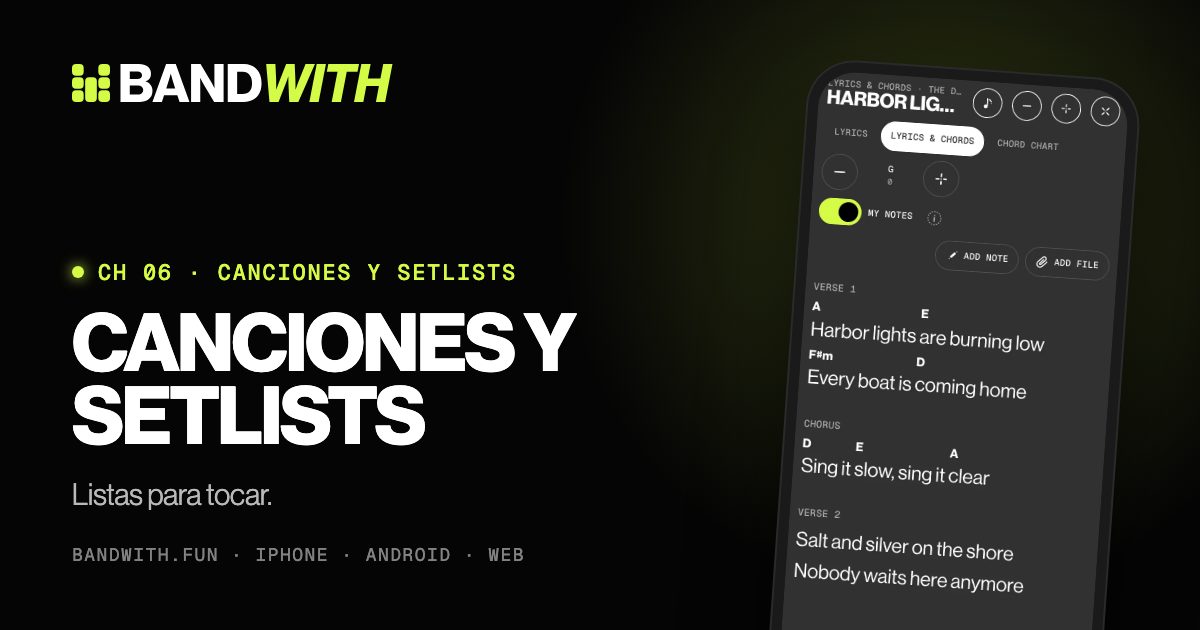 BANDWITH
CH 06 · CANCIONES Y SETLISTS
CANCIONES Y
SETLISTS
Listas para tocar.
BANDWITH.FUN · IPHONE · ANDROID · WEB
LYRICS & CHORDS · THE D…
HARBOR LIG…
LYRICS
LYRICS & CHORDS
CHORD CHART
G
0
MY NOTES
ADD NOTE
ADD FILE
VERSE 1
A E
Harbor lights are burning low
F#m D
Every boat is coming home
CHORUS
D E A
Sing it slow, sing it clear
VERSE 2
Salt and silver on the shore
Nobody waits here anymore